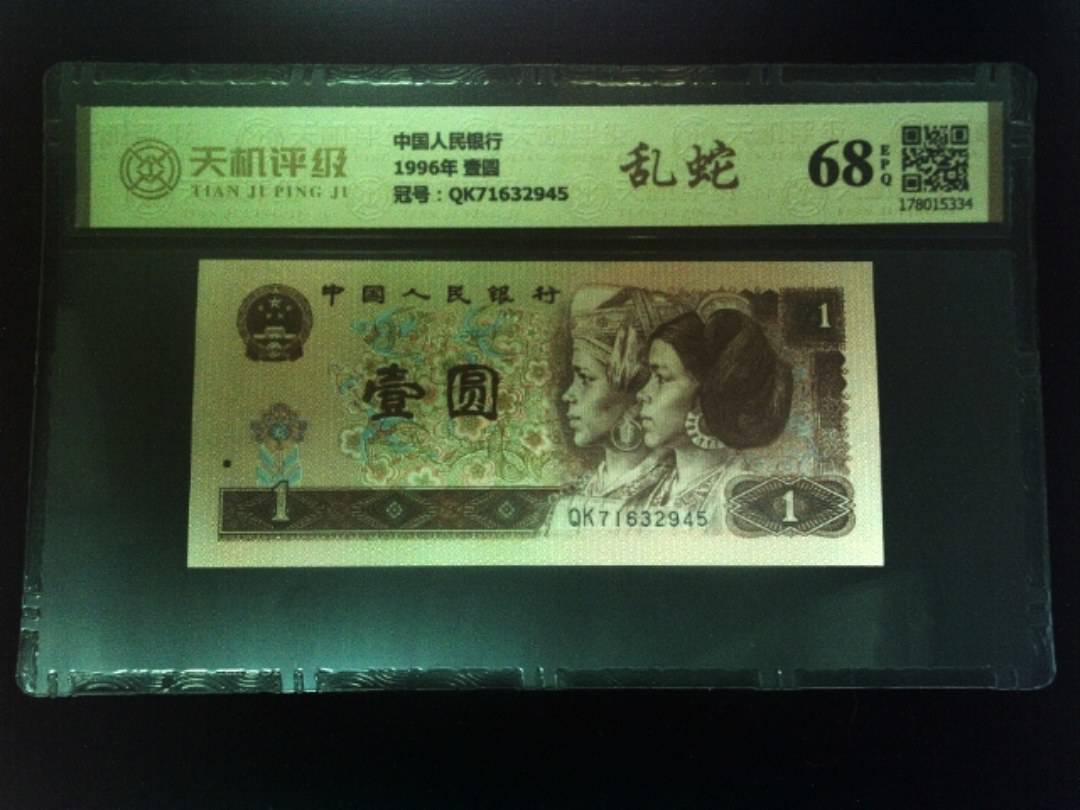 天机评级
TIAN JI PING JI
中国人民银行
1996年 壹圆
冠号：QK71632945
乱蛇
68
EPQ
178015334
中国人民银行
1
壹圆
1
QK71632945
1